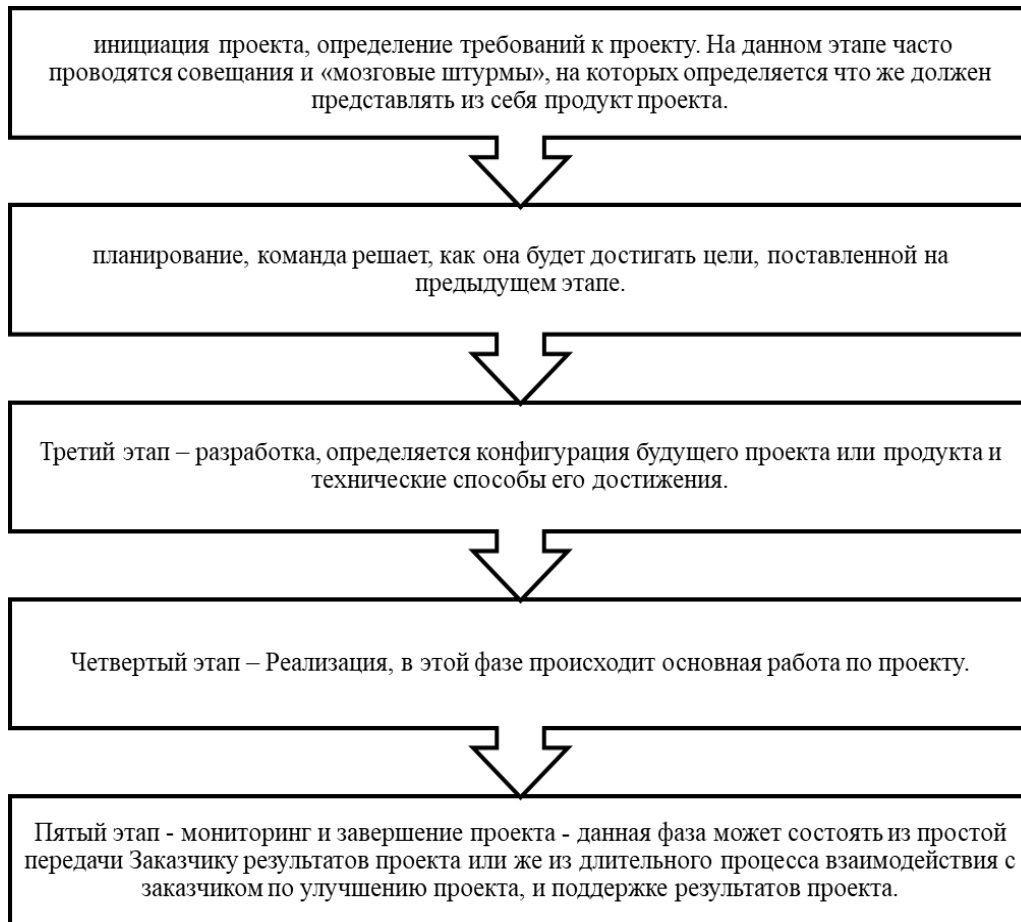 инициация проекта, определение требований к проекту. На данном этапе часто
проводятся совещания и «мозговые штурмы», на которых определяется что же должен
представлять из себя продукт проекта.
планирование, команда решает, как она будет достигать цели, поставленной на
предыдущем этапе.
Третий этап – разработка, определяется конфигурация будущего проекта или продукта и
технические способы его достижения.
Четвертый этап – Реализация, в этой фазе происходит основная работа по проекту.
Пятый этап - мониторинг и завершение проекта - данная фаза может состоять из простой
передачи Заказчику результатов проекта или же из длительного процесса взаимодействия с
заказчиком по улучшению проекта, и поддержке результатов проекта.